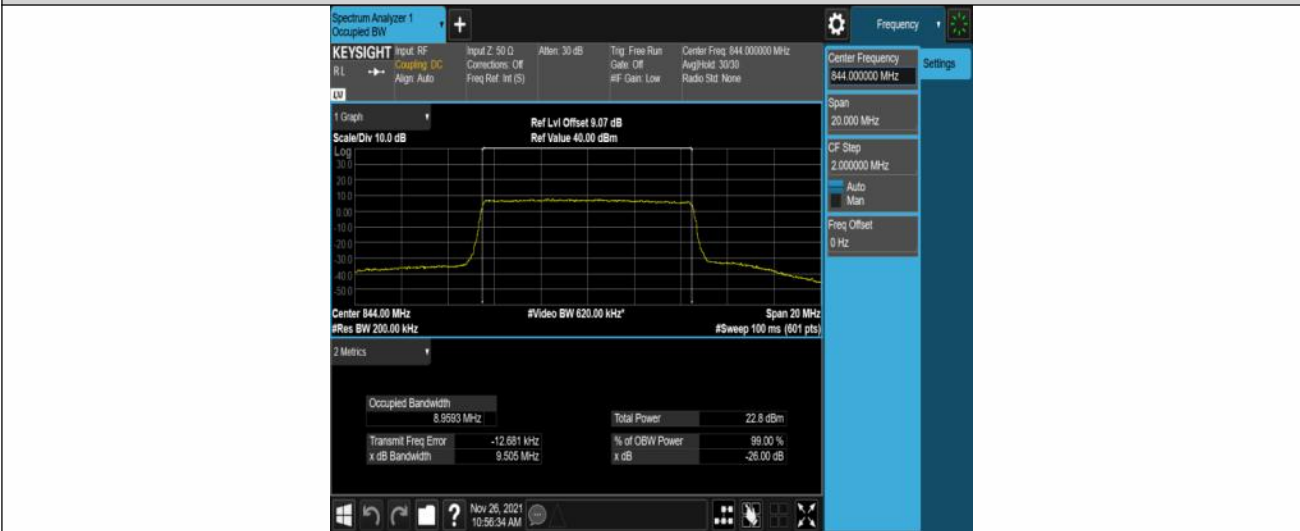 Spectrum Analyzer 1
Occupied BW
+
Frequency
KEYSIGHT
RL
LV
Input: RF
Coupling: DC
Align: Auto
Input Z: 50 Ω
Corrections: Off
Freq Ref: Int (S)
Atten: 30 dB
Trig: Free Run
Gate: Off
#IF Gain: Low
Center Freq: 844.000000 MHz
Avg|Hold: 30/30
Radio Std: None
Center Frequency
844.000000 MHz
Settings
Span
20.000 MHz
CF Step
2.000000 MHz
Auto
Man
Freq Offset
0 Hz
1 Graph
Scale/Div 10.0 dB
Ref Lvl Offset 9.07 dB
Ref Value 40.00 dBm
Log
30.0
20.0
10.0
0.00
-10.0
-20.0
-30.0
-40.0
-50.0
Center 844.00 MHz
#Video BW 620.00 kHz*
Span 20 MHz
#Res BW 200.00 kHz
#Sweep 100 ms (601 pts)
2 Metrics
Occupied Bandwidth
8.9593 MHz
Total Power 22.8 dBm
Transmit Freq Error -12.681 kHz
% of OBW Power 99.00 %
x dB Bandwidth 9.505 MHz
x dB -26.00 dB
?
Nov 26, 2021
10:56:34 AM